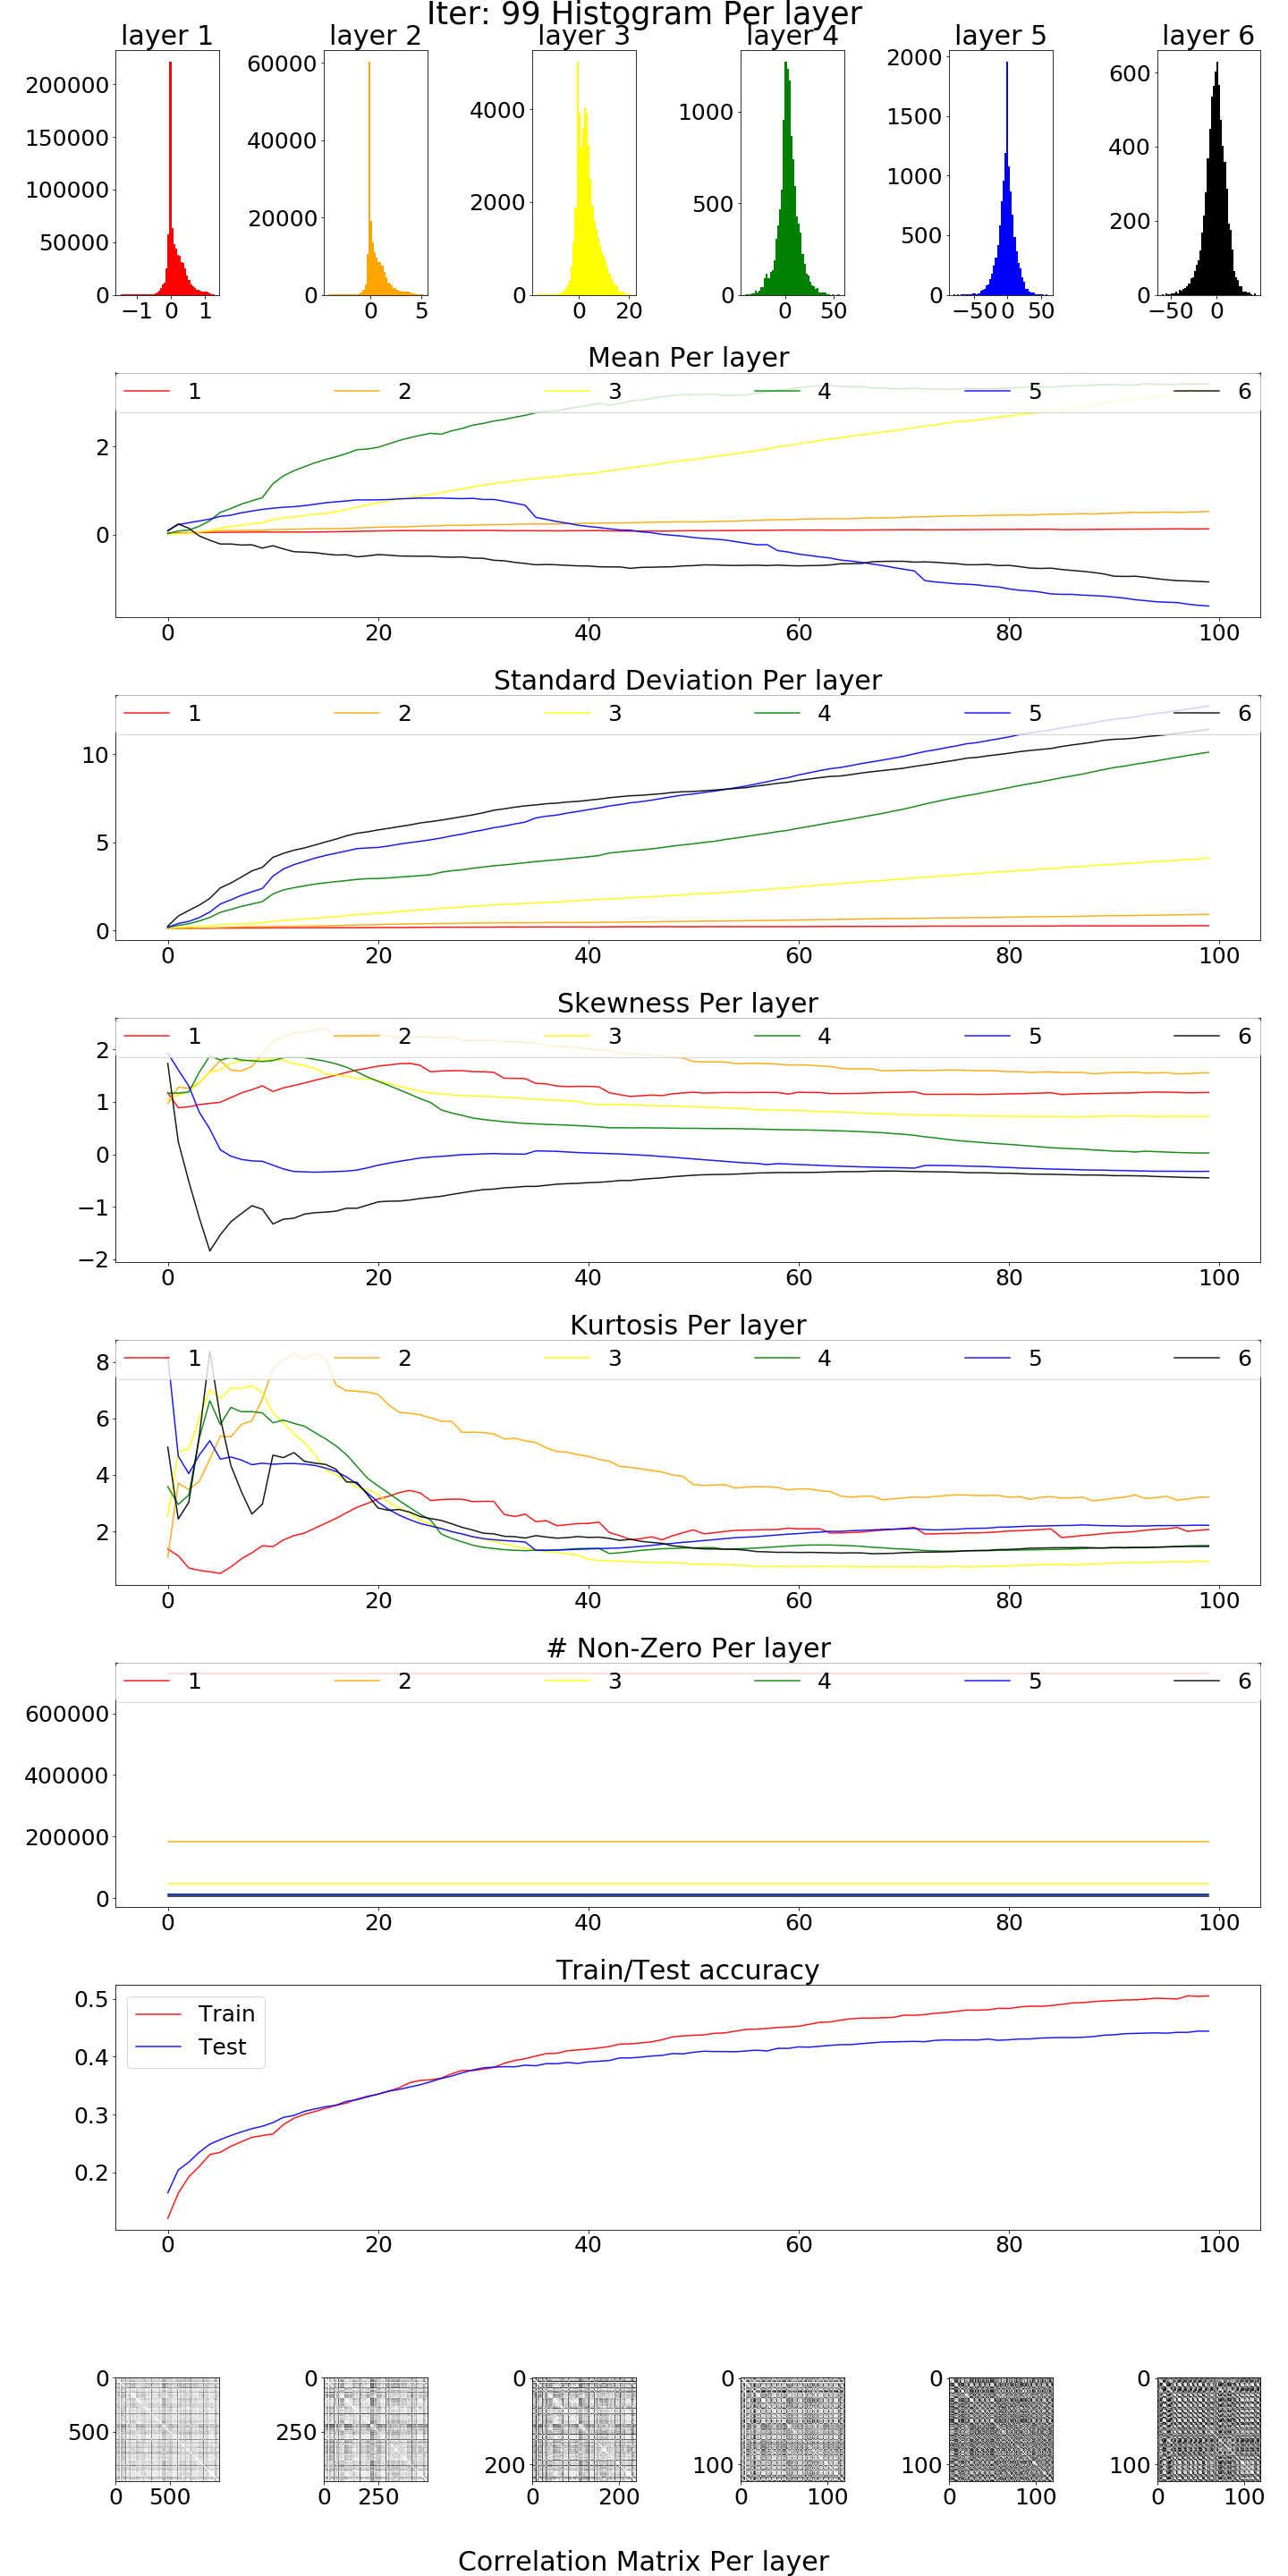 Iter: 99 Histogram Per layer
layer 1 layer 2 layer 3 layer 4 layer 5 layer 6
200000 150000 100000 50000 0
−1 0 1
60000 40000 20000 0
0 5
4000 2000 0
0 20
1000 500 0
0 50
2000 1500 1000 500 0
−50 0 50
600 400 200 0
−50 0
Mean Per layer
1 2 3 4 5 6
2
0
0 20 40 60 80 100
Standard Deviation Per layer
1 2 3 4 5 6
10
5
0
0 20 40 60 80 100
Skewness Per layer
1 2 3 4 5 6
2
1
0
−1
−2
0 20 40 60 80 100
Kurtosis Per layer
1 2 3 4 5 6
8
6
4
2
0 20 40 60 80 100
# Non-Zero Per layer
1 2 3 4 5 6
600000
400000
200000
0
0 20 40 60 80 100
Train/Test accuracy
Train
Test
0.5
0.4
0.3
0.2
0 20 40 60 80 100
0 500
0 500
0 250
0 250
0 200
0 200
0 100
0 100
0 100
0 100
0 100
0 100
Correlation Matrix Per layer